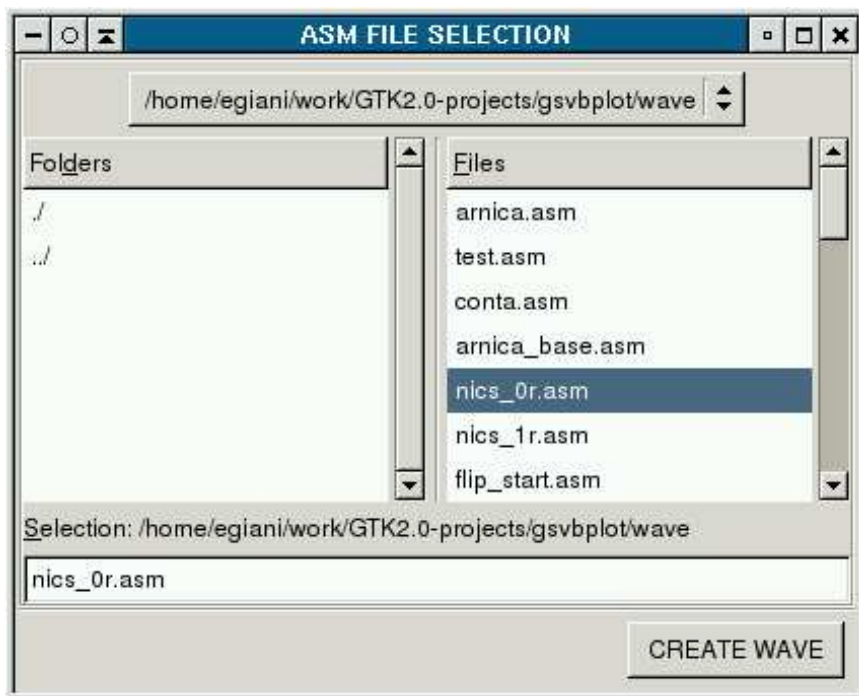 ASM FILE SELECTION
/home/egiani/work/GTK2.0-projects/gsvbplot/wave
Folders
./
../
Files
arnica.asm
test.asm
conta.asm
arnica_base.asm
nics_0r.asm
nics_1r.asm
flip_start.asm
Selection: /home/egiani/work/GTK2.0-projects/gsvbplot/wave
nics_0r.asm
CREATE WAVE